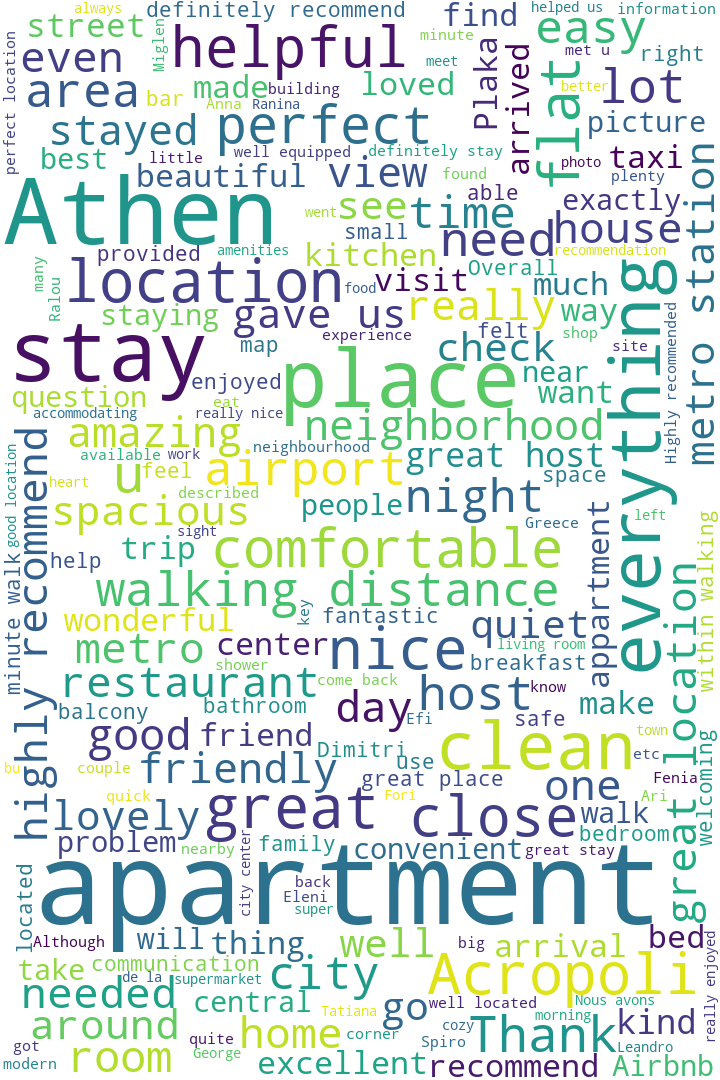 always
definitely recommend
find
helped us
information
street
Miglen
helpful
minute
easy
even
perfect location
meet
Plaka
met u
right
area
made
building
loved
arrived
flat
better
lot
bar
Anna
Ranina
perfect
picture
stayed
best
little
well equipped
definitely stay
photo
taxi
metro station
beautiful
view
found
plenty
Athen
able
exactly
went
see
time
small
need
house
provided
amenities
kitchen
recommendation
many
Ralou
location
food
visit
Overall
much
everything
staying
gave us
really
way
experience
felt
shop
Highly recommended
stay
map
check
site
enjoyed
place
near
question
eat
want
accommodating
really nice
neighborhood
amazing
available
work
neighbourhood
great host
good location
highly recommend
u
feel
airport
space
heart
described
night
people
spacious
sight
Greece
left
appartment
within walking
trip
comfortable
minute walk
help
walking distance
key
fantastic
wonderful
quiet
great location
metro
center
nice
living room
breakfast
shower
restaurant
come back
know
host
balcony
bathroom
day
Efi
safe
make
good
friend
clean
town
Dimitri
use
etc
welcoming
bu
couple
friendly
great place
one
Fenia
quick
Fori
Ari
lovely
great
close
walk
problem
nearby
city center
family
convenient
great stay
bedroom
apartment
back
Eleni
super
located
Although
will
thing
well
big
arrival
bed
really enjoyed
take
communication
de la
supermarket
city
Acropoli
needed
central
Tatiana
go
well located
Nous avons
morning
kind
around
home
corner
cozy
Thank
got
quite
George
Spiro
Leandro
modern
room
excellent
recommend
Airbnb